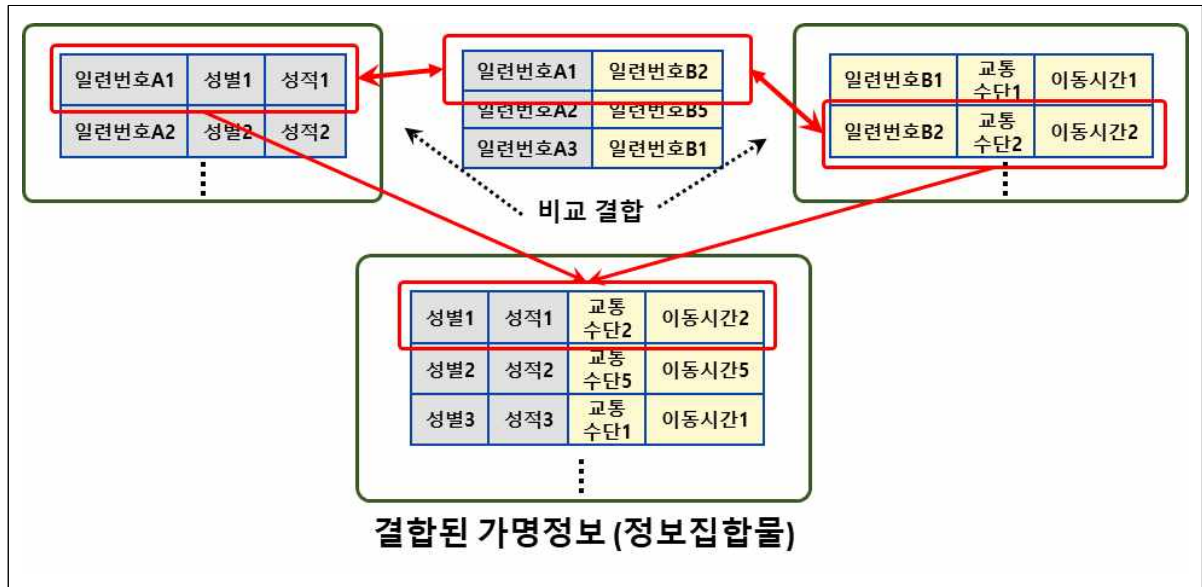 일련번호A1 성별1 성적1
일련번호A2 성별2 성적2
일련번호A1 일련번호B2
일련번호A2 일련번호B5
일련번호A3 일련번호B1
일련번호B1 교통 수단1 이동시간1
일련번호B2 교통 수단2 이동시간2
비교 결합
성별1 성적1 교통 수단2 이동시간2
성별2 성적2 교통 수단5 이동시간5
성별3 성적3 교통 수단1 이동시간1
결합된 가명정보 (정보집합물)